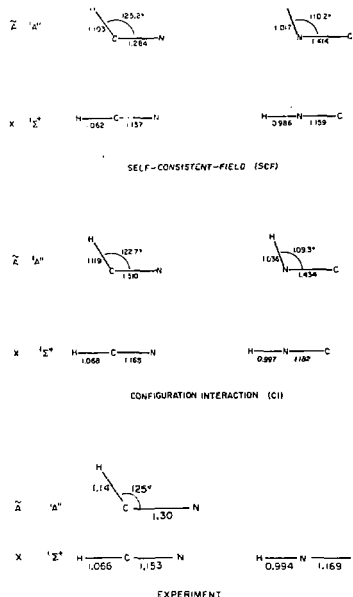 H
Ã ¹A" 1.103 125.2° C 1.284 N 1.017 110.2° N 1.414 C
X ¹Σ⁺ H .062 C 1.137 N H 0.986 N 1.159 C
SELF-CONSISTENT-FIELD (SCF)
H H
Ã ¹A" 1.119 122.7° C 1.310 N 1.036 109.3° N 1.434 C
X ¹Σ⁺ H 1.068 C 1.165 N H 0.997 N 1.182 C
CONFIGURATION INTERACTION (CI)
H
Ã ¹A" 1.14 125° C 1.30 N
X ¹Σ⁺ H 1.066 C 1.153 N H 0.994 N 1.169
EXPERIMENT